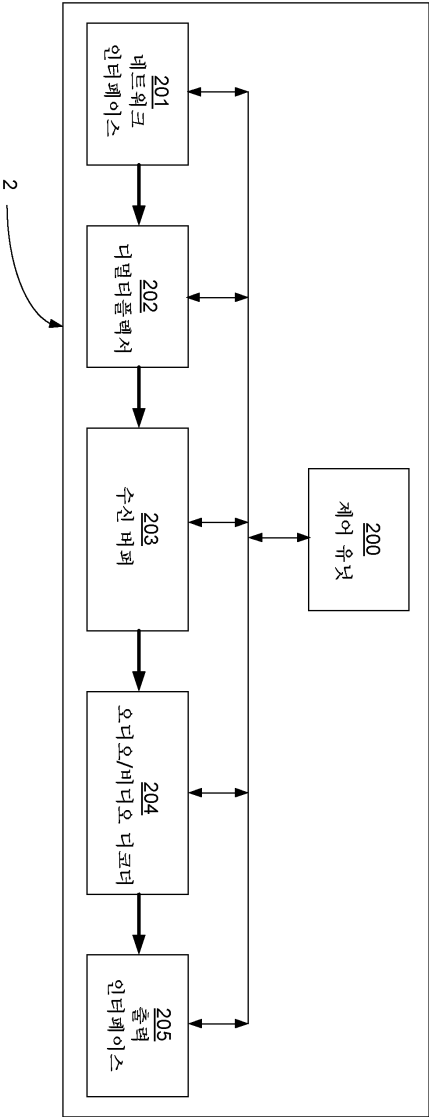 200
제어 유닛
201
네트워크
인터페이스
202
디멀티플렉서
203
수신 버퍼
204
오디오/비디오 디코더
205
출력
인터페이스
2